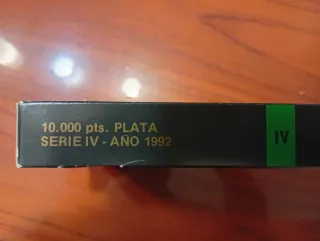 10.000 pts. PLATA
SERIE IV - AÑO 1992
IV